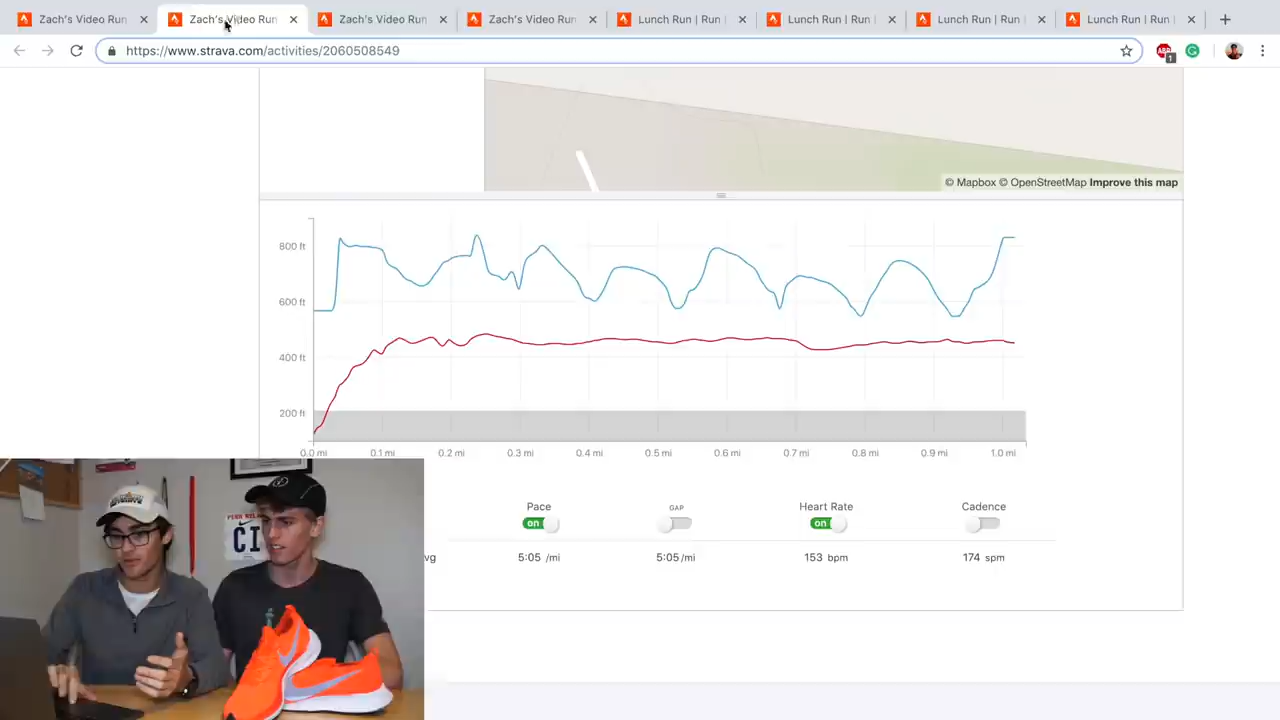 Zach's Video Run
Zach's Video Run
Zach's Video Run
Zach's Video Run
Lunch Run | Run
Lunch Run | Run
Lunch Run | Run
Lunch Run | Run
https://www.strava.com/activities/2060508549
1
© Mapbox © OpenStreetMap Improve this map
800 ft
600 ft
400 ft
200 ft
0.0 mi 0.1 mi 0.2 mi 0.3 mi 0.4 mi 0.5 mi 0.6 mi 0.7 mi 0.8 mi 0.9 mi 1.0 mi
Pace GAP Heart Rate Cadence
on on
vg 5:05 /mi 5:05/mi 153 bpm 174 spm
CI